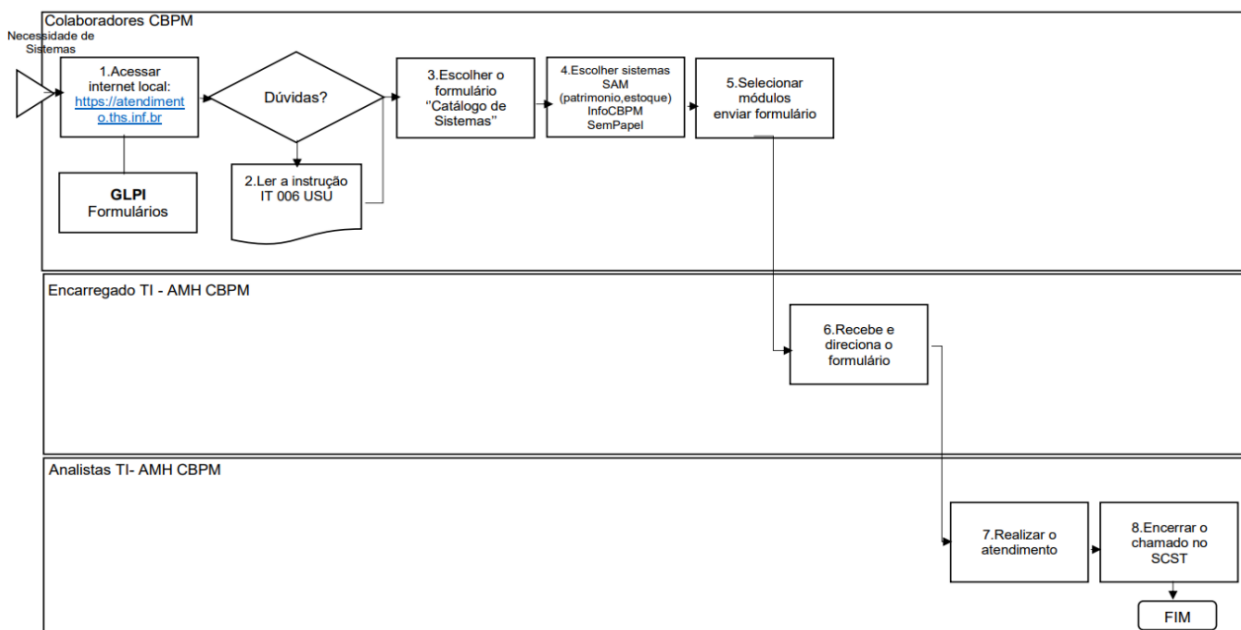 Colaboradores CBPM
Necessidade de
Sistemas
1.Acessar
internet local:
https://atendiment
o.ths.inf.br
GLPI
Formulários
Dúvidas?
2.Ler a instrução
IT 006 USU
3.Escolher o
formulário
"Catálogo de
Sistemas"
4.Escolher sistemas
SAM
(patrimonio,estoque)
InfoCBPM
SemPapel
5.Selecionar
módulos
enviar formulário
Encarregado TI - AMH CBPM
6.Recebe e
direciona o
formulário
Analistas TI- AMH CBPM
7.Realizar o
atendimento
8.Encerrar o
chamado no
SCST
FIM